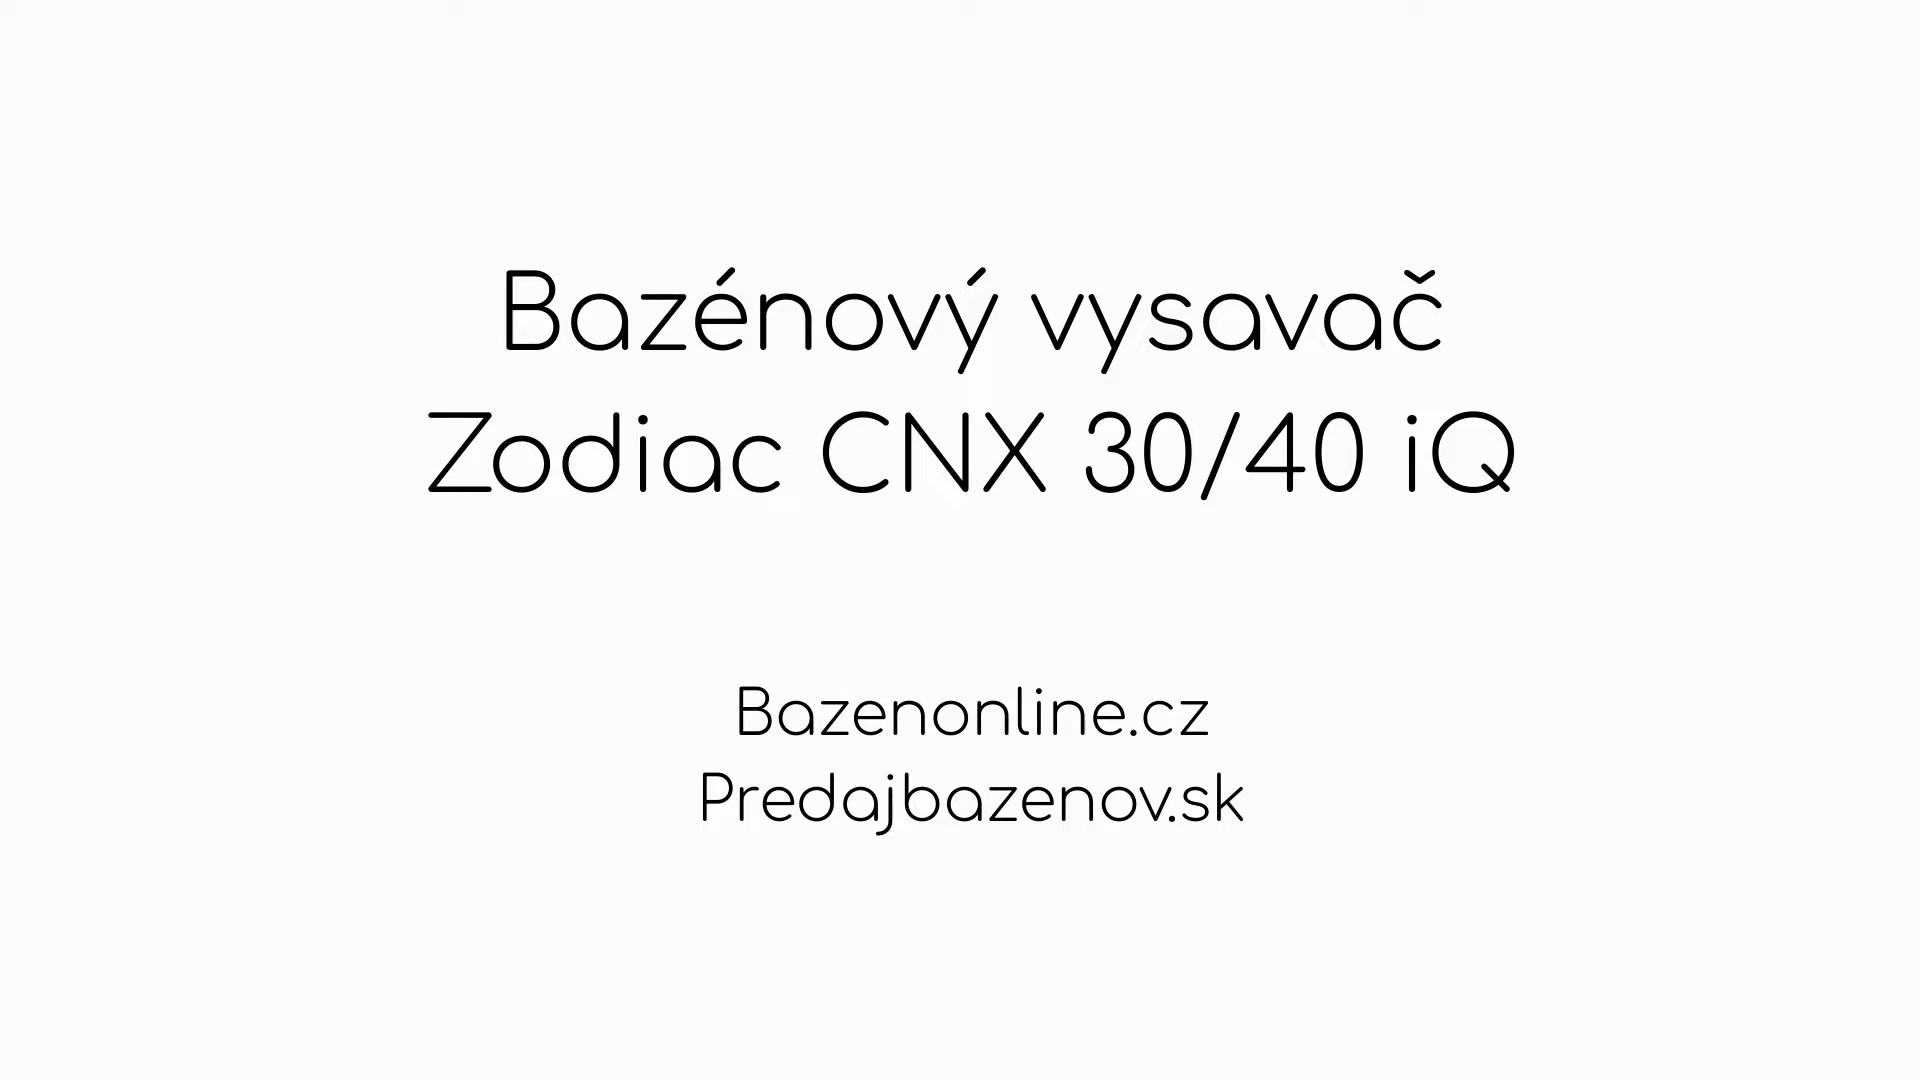 Bazénový vysavač
Zodiac CNX 30/40 iQ
Bazenonline.cz
Predajbazenov.sk